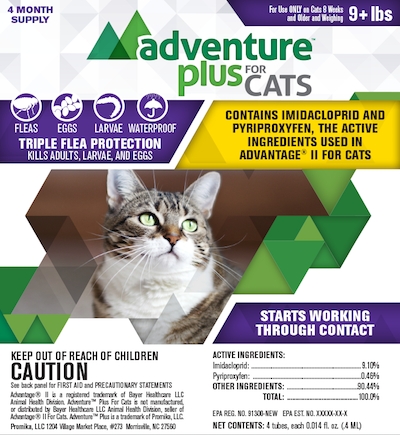 4 MONTH
SUPPLY
For Use ONLY on Cats 8 Weeks
and Older and Weighing
9+ lbs
adventure™
plus FOR
CATS
FLEAS EGGS LARVAE WATERPROOF
TRIPLE FLEA PROTECTION
KILLS ADULTS, LARVAE, AND EGGS
CONTAINS IMIDACLOPRID AND
PYRIPROXYFEN, THE ACTIVE
INGREDIENTS USED IN
ADVANTAGE® II FOR CATS
STARTS WORKING
THROUGH CONTACT
KEEP OUT OF REACH OF CHILDREN
CAUTION
See back panel for FIRST AID and PRECAUTIONARY STATEMENTS
Advantage® II is a registered trademark of Bayer Healthcare LLC
Animal Health Division. Adventure™ Plus For Cats is not manufactured,
or distributed by Bayer Healthcare LLC Animal Health Division, seller of
Advantage® II For Cats. Adventure™ Plus is a trademark of Promika, LLC.
Promika, LLC 1204 Village Market Place, #273 Morrisville, NC 27560
ACTIVE INGREDIENTS:
Imidacloprid: 9.10%
Pyriproxyfen: 0.46%
OTHER INGREDIENTS: 90.44%
TOTAL: 100.0%
EPA REG. NO. 91300-NEW EPA EST. NO. XXXXX-XX-X
NET CONTENTS: 4 tubes, each 0.014 fl. oz. (.4 ML)